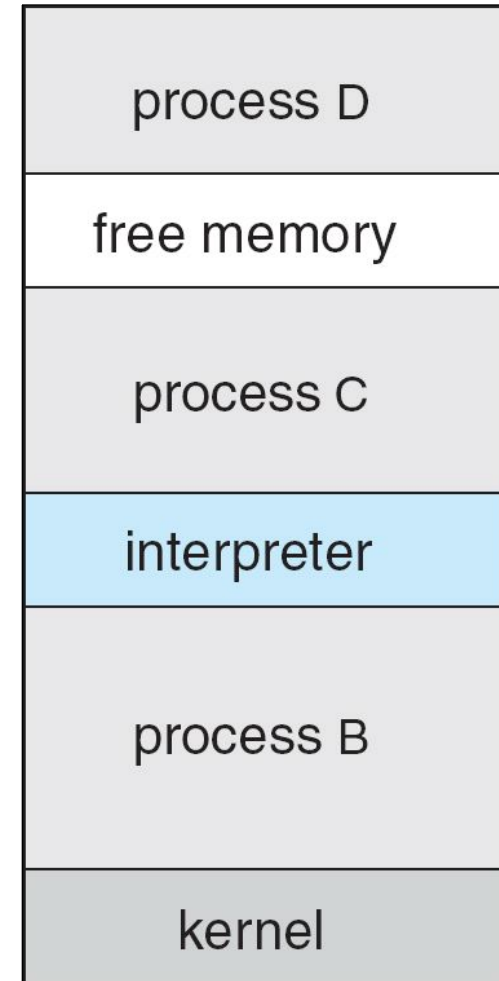 process D
free memory
process C
interpreter
process B
kernel